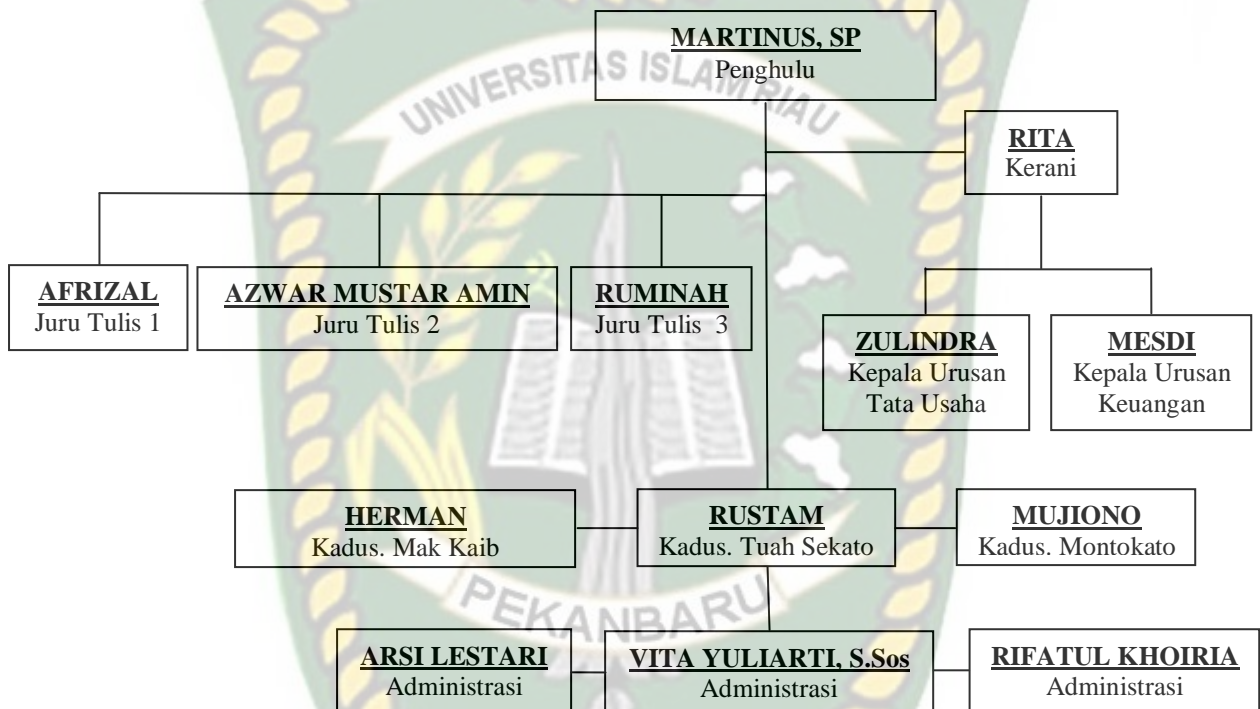 MARTINUS, SP
Penghulu
UNIVERSITAS ISLAM RIAU
RITA
Kerani
AFRIZAL
Juru Tulis 1
AZWAR MUSTAR AMIN
Juru Tulis 2
RUMINAH
Juru Tulis 3
ZULINDRA
Kepala Urusan
Tata Usaha
MESDI
Kepala Urusan
Keuangan
HERMAN
Kadus. Mak Kaib
RUSTAM
Kadus. Tuah Sekato
MUJIONO
Kadus. Montokato
PEKANBARU
ARSI LESTARI
Administrasi
VITA YULIARTI, S.Sos
Administrasi
RIFATUL KHOIRIA
Administrasi